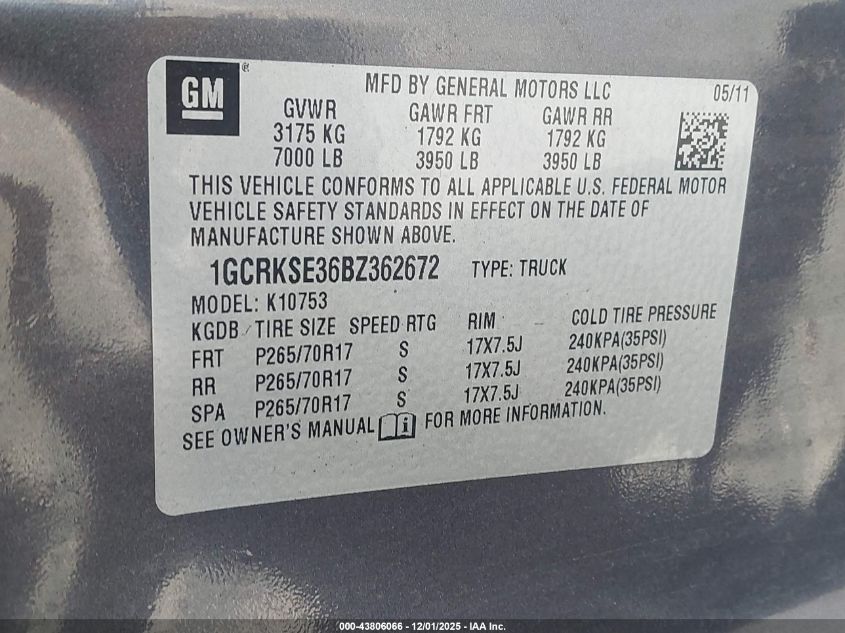 GM ®
MFD BY GENERAL MOTORS LLC 05/11
GVWR GAWR FRT GAWR RR
3175 KG 1792 KG 1792 KG
7000 LB 3950 LB 3950 LB
THIS VEHICLE CONFORMS TO ALL APPLICABLE U.S. FEDERAL MOTOR
VEHICLE SAFETY STANDARDS IN EFFECT ON THE DATE OF
MANUFACTURE SHOWN ABOVE.
1GCRKSE36BZ362672 TYPE: TRUCK
MODEL: K10753
KGDB TIRE SIZE SPEED RTG RIM COLD TIRE PRESSURE
FRT P265/70R17 S 17X7.5J 240KPA(35PSI)
RR P265/70R17 S 17X7.5J 240KPA(35PSI)
SPA P265/70R17 S 17X7.5J 240KPA(35PSI)
SEE OWNER'S MANUAL i FOR MORE INFORMATION.
000-43806066 - 12/01/2025 - IAA Inc.